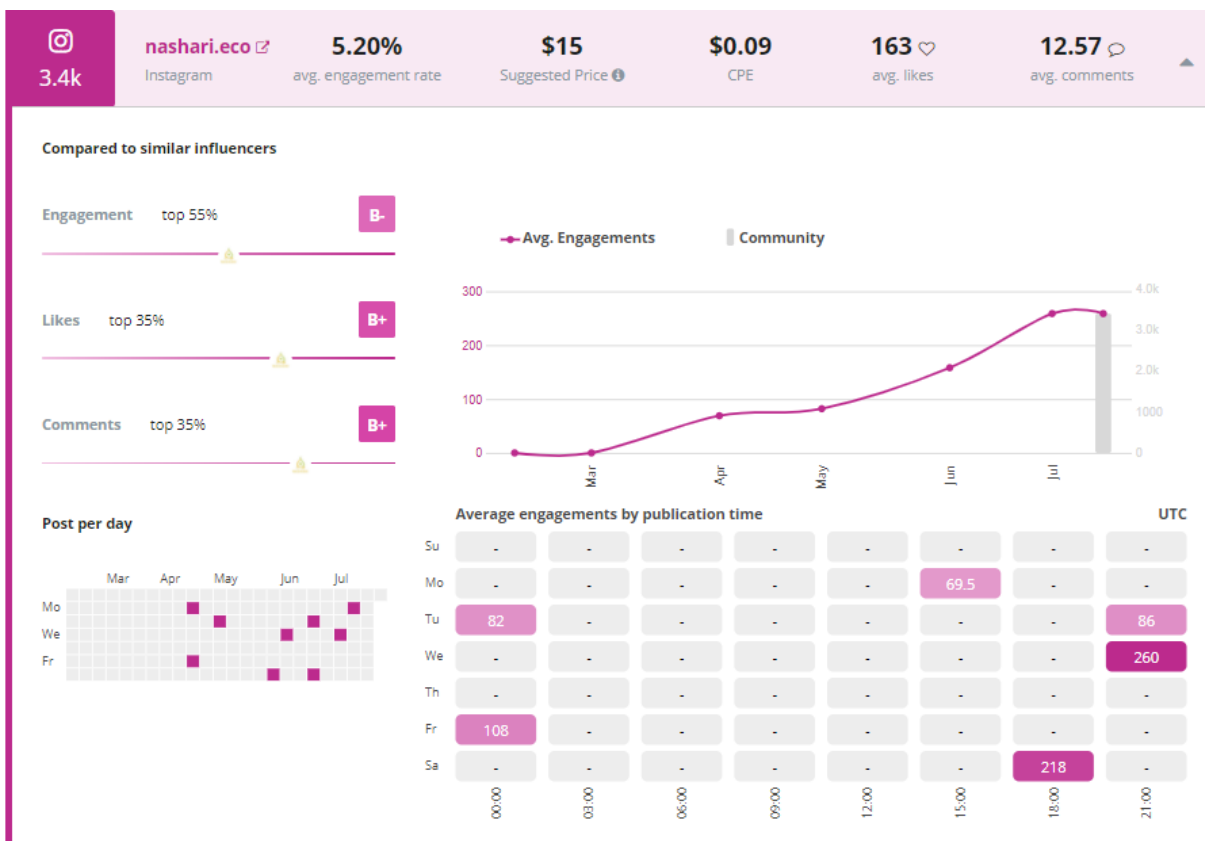 3.4k
nashari.eco
Instagram
5.20%
avg. engagement rate
$15
Suggested Price
$0.09
CPE
163
avg. likes
12.57
avg. comments
Compared to similar influencers
Engagement top 55% B-
Likes top 35% B+
Comments top 35% B+
Avg. Engagements Community
300 4.0k
3.0k
200
2.0k
100 1000
0 0
Mar Apr May Jun Jul
Post per day
Mar Apr May Jun Jul
Mo
We
Fr
Average engagements by publication time UTC
Su - - - - - - - -
Mo - - - - - 69.5 - -
Tu 82 - - - - - - 86
We - - - - - - - 260
Th - - - - - - - -
Fr 108 - - - - - - -
Sa - - - - - - 218 -
00:00 03:00 06:00 09:00 12:00 15:00 18:00 21:00